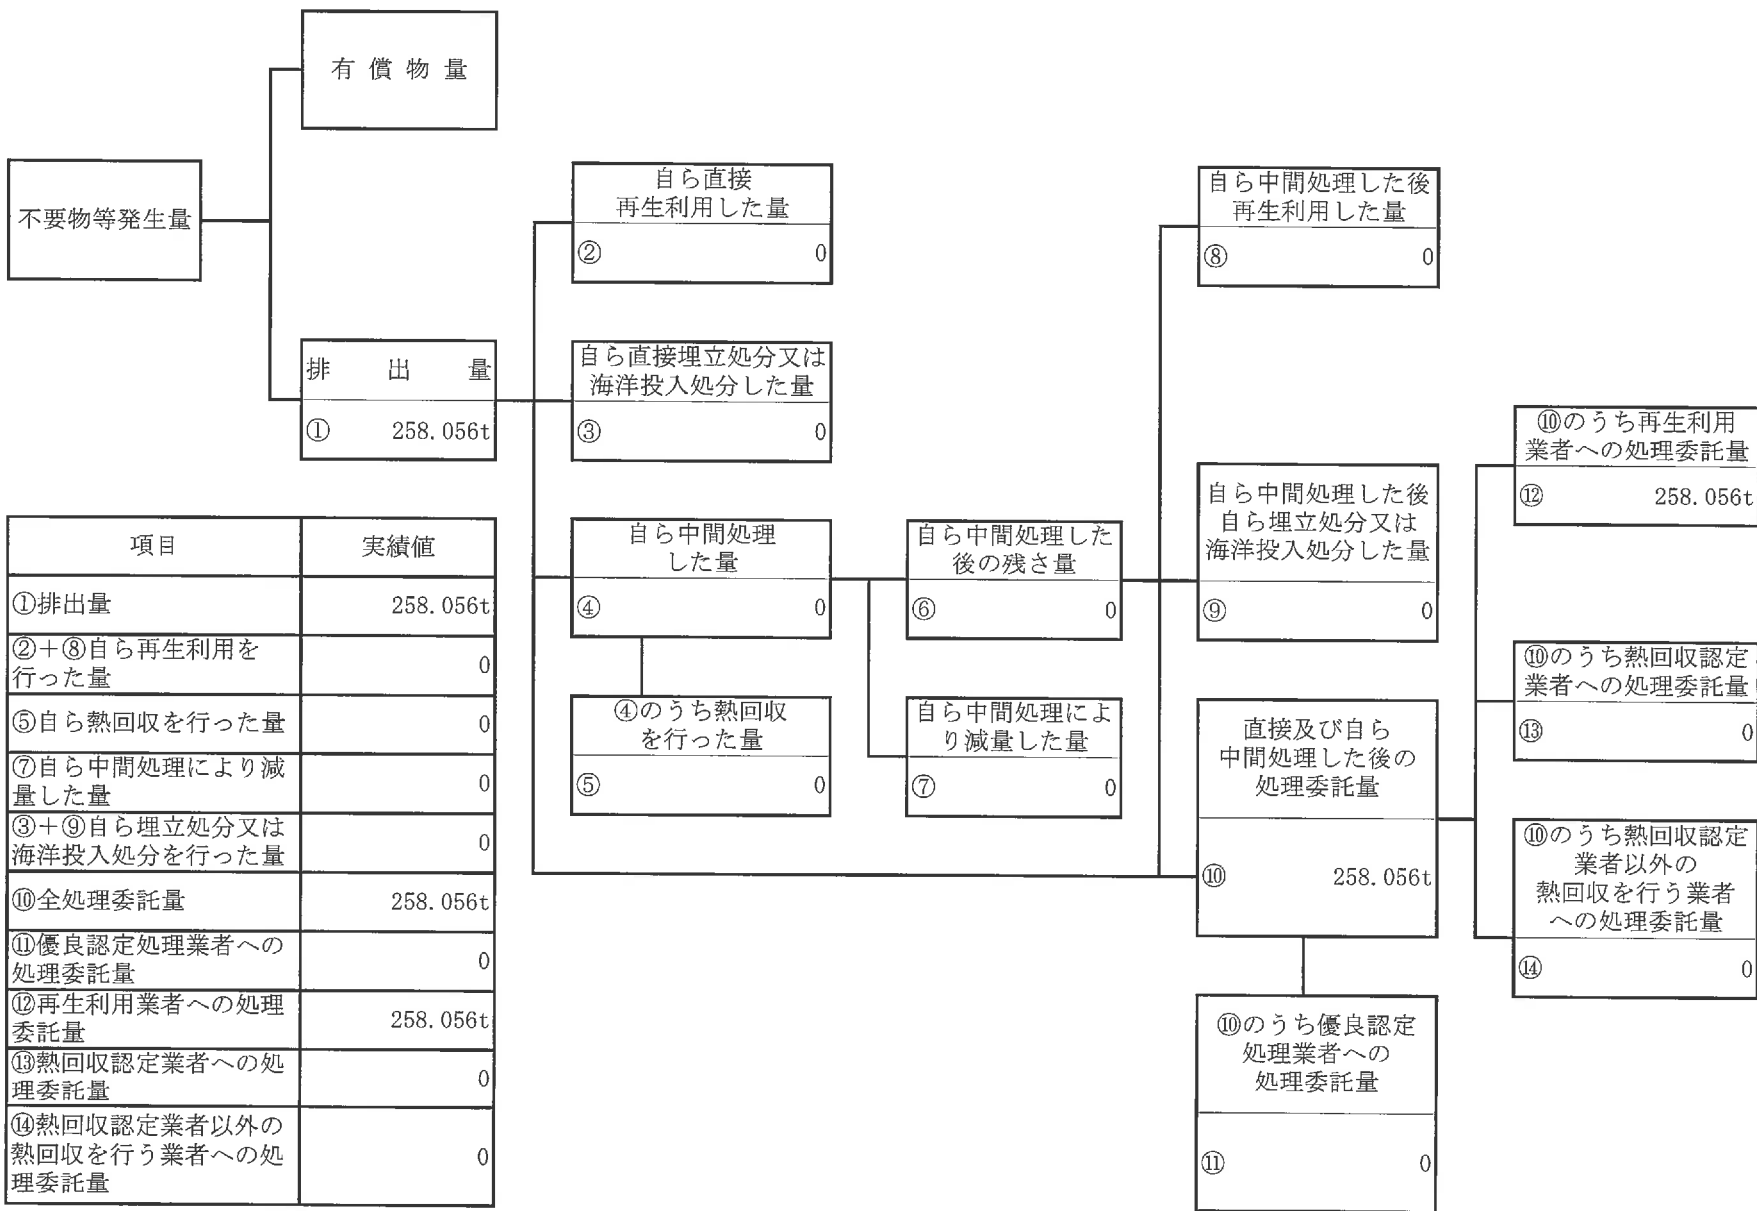 有償物量
不要物等発生量
排出量
① 258.056t
自ら直接
再生利用した量
② 0
自ら直接埋立処分又は
海洋投入処分した量
③ 0
自ら中間処理
した量
④ 0
④のうち熱回収
を行った量
⑤ 0
自ら中間処理した
後の残さ量
⑥ 0
自ら中間処理によ
り減量した量
⑦ 0
自ら中間処理した後
再生利用した量
⑧ 0
自ら中間処理した後
自ら埋立処分又は
海洋投入処分した量
⑨ 0
直接及び自ら
中間処理した後の
処理委託量
⑩ 258.056t
⑩のうち優良認定
処理業者への
処理委託量
⑪ 0
⑩のうち再生利用
業者への処理委託量
⑫ 258.056t
⑩のうち熱回収認定
業者への処理委託量
⑬ 0
⑩のうち熱回収認定
業者以外の
熱回収を行う業者
への処理委託量
⑭ 0
項目 実績値
①排出量 258.056t
②+⑧自ら再生利用を
行った量 0
⑤自ら熱回収を行った量 0
⑦自ら中間処理により減
量した量 0
③+⑨自ら埋立処分又は
海洋投入処分を行った量 0
⑩全処理委託量 258.056t
⑪優良認定処理業者への
処理委託量 0
⑫再生利用業者への処理
委託量 258.056t
⑬熱回収認定業者への処
理委託量 0
⑭熱回収認定業者以外の
熱回収を行う業者への処
理委託量 0